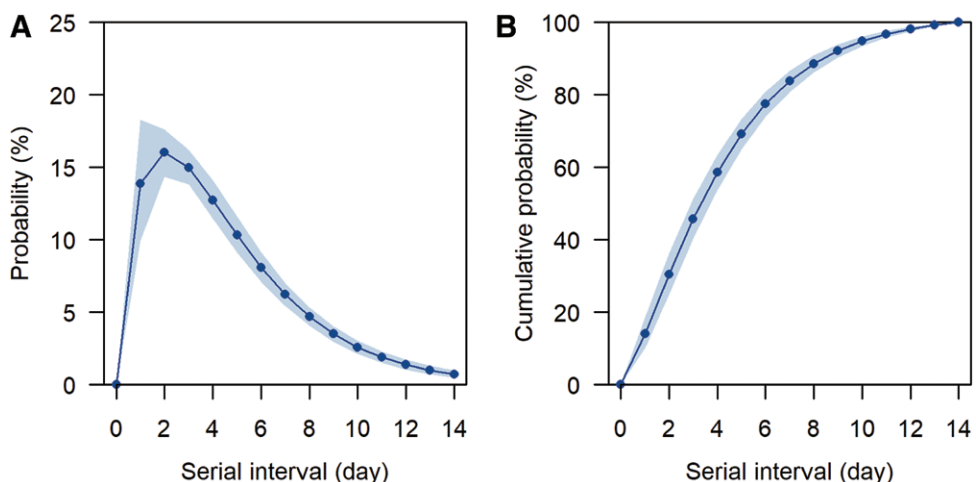 A
Probability (%)
25
20
15
10
5
0
0 2 4 6 8 10 12 14
Serial interval (day)
B
Cumulative probability (%)
100
80
60
40
20
0
0 2 4 6 8 10 12 14
Serial interval (day)